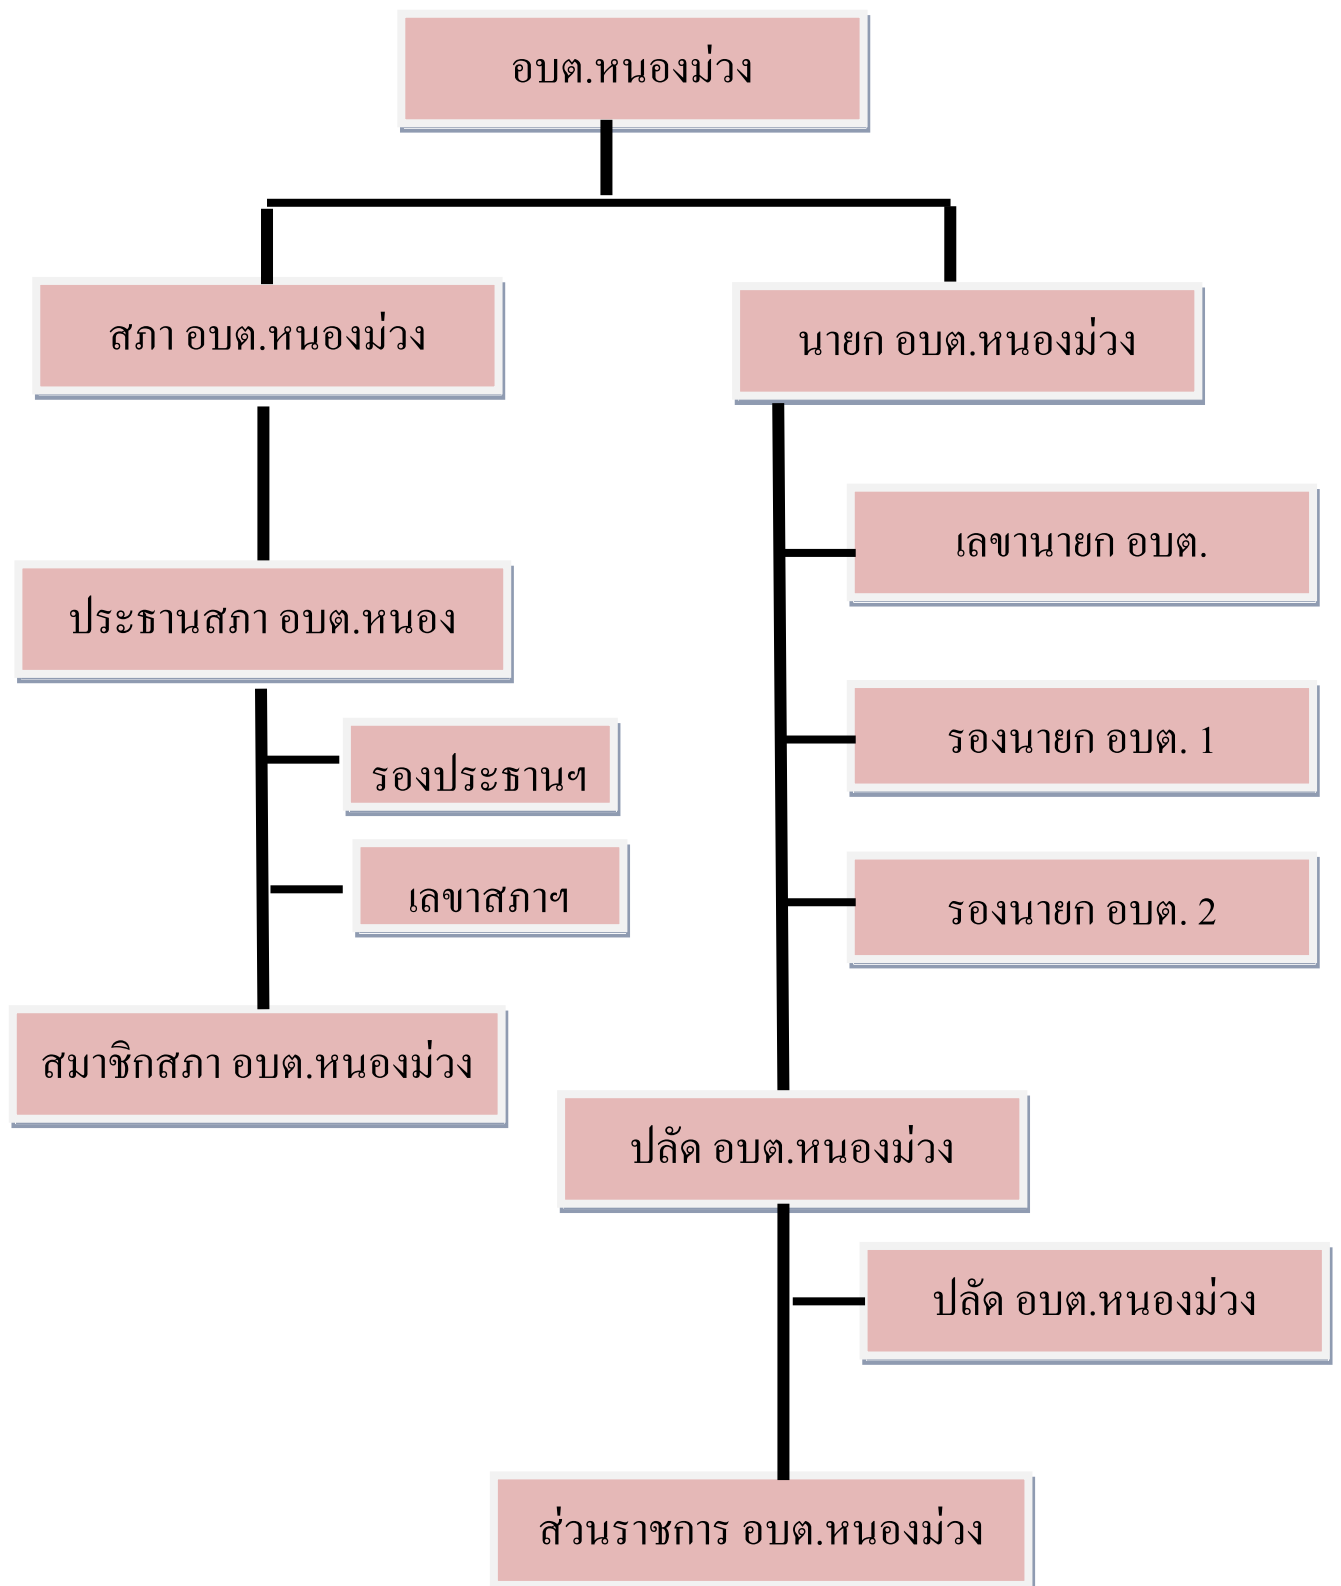 อบต.หนองม่วง
สภา อบต.หนองม่วง
นายก อบต.หนองม่วง
เลขานายก อบต.
ประธานสภา อบต.หนอง
รองนายก อบต. 1
รองประธานฯ
เลขาสภาฯ
รองนายก อบต. 2
สมาชิกสภา อบต.หนองม่วง
ปลัด อบต.หนองม่วง
ปลัด อบต.หนองม่วง
ส่วนราชการ อบต.หนองม่วง